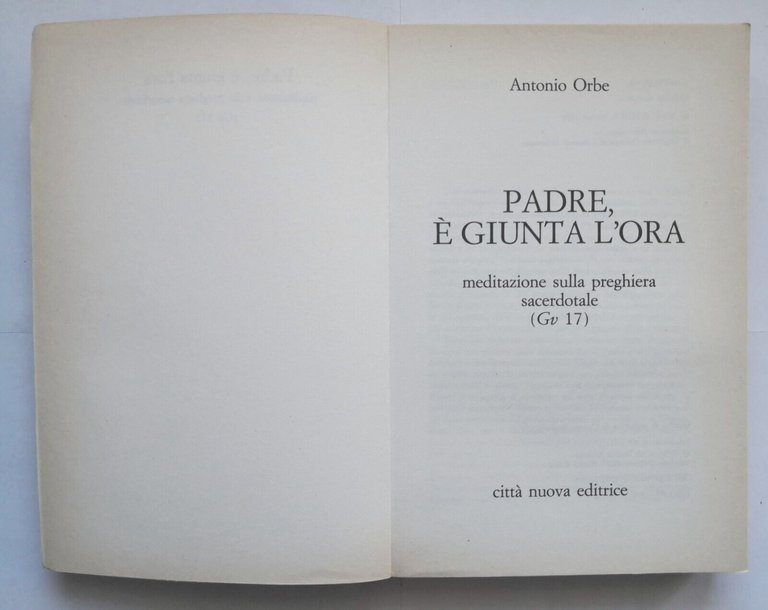 Antonio Orbe
PADRE,
È GIUNTA L'ORA
meditazione sulla preghiera
sacerdotale
(Gv 17)
città nuova editrice